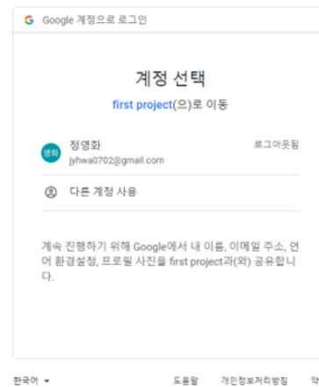 Google 계정으로 로그인
계정 선택
first project(으)로 이동
영화
정영화
로그아웃됨
jyhwa0702@gmail.com
다른 계정 사용
계속 진행하기 위해 Google에서 내 이름, 이메일 주소, 언
어 환경설정, 프로필 사진을 first project과(와) 공유합니
다.
한국어
도움말
개인정보처리방침